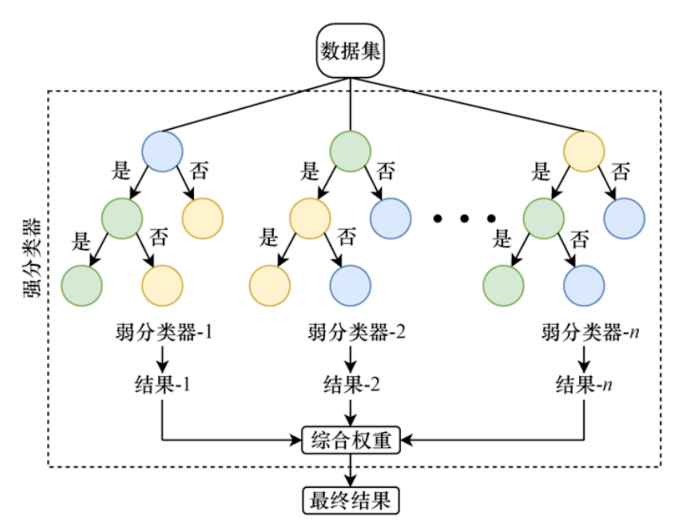 数据集
是 否 是 否 是 否
强分类器
是 否 是 否 是 否
弱分类器-1 弱分类器-2 弱分类器-n
结果-1 结果-2 结果-n
综合权重
最终结果